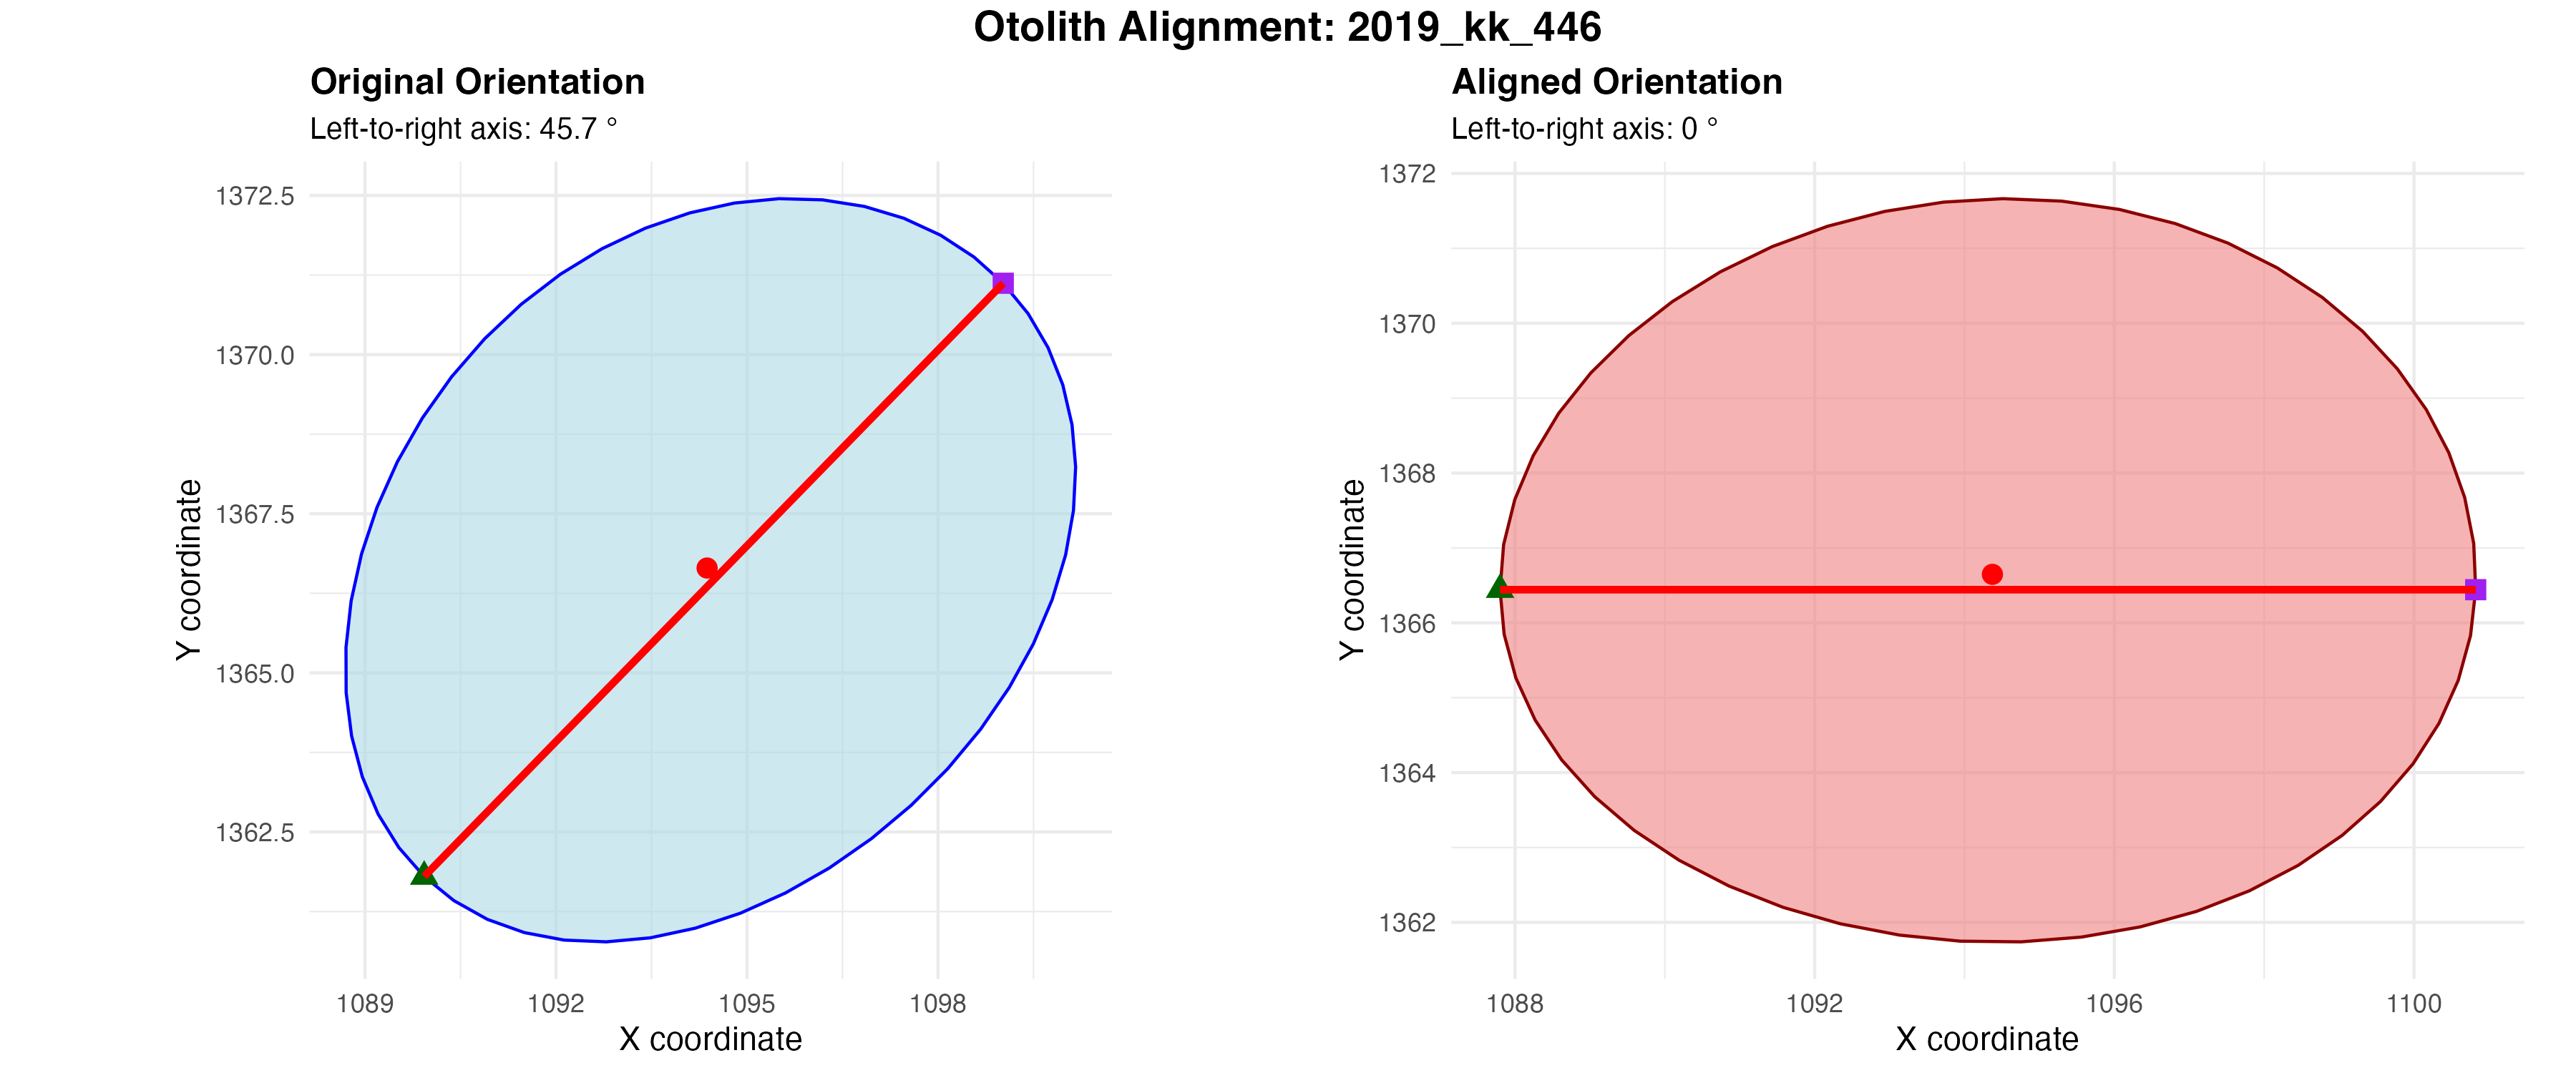 Otolith Alignment: 2019_kk_446
Original Orientation
Left-to-right axis: 45.7 °
1372.5
1370.0
1367.5
1365.0
1362.5
Y coordinate
1089 1092 1095 1098
X coordinate
Aligned Orientation
Left-to-right axis: 0 °
1372
1370
1368
1366
1364
1362
Y coordinate
1088 1092 1096 1100
X coordinate